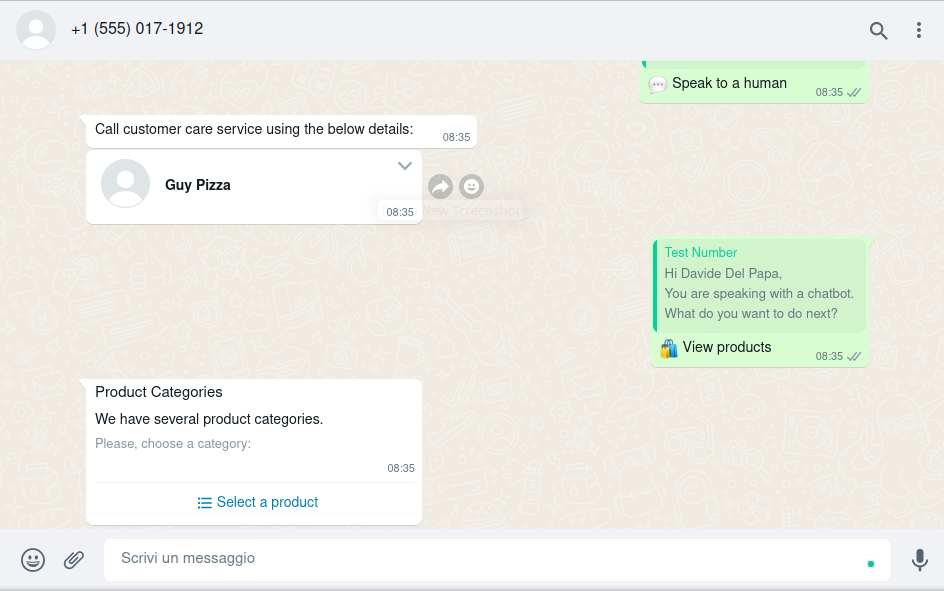 +1 (555) 017-1912
💬 Speak to a human
08:35
Call customer care service using the below details:
08:35
Guy Pizza
08:35
New Screenshot
Test Number
Hi Davide Del Papa,
You are speaking with a chatbot.
What do you want to do next?
🛍️ View products
08:35
Product Categories
We have several product categories.
Please, choose a category:
08:35
Select a product
Scrivi un messaggio